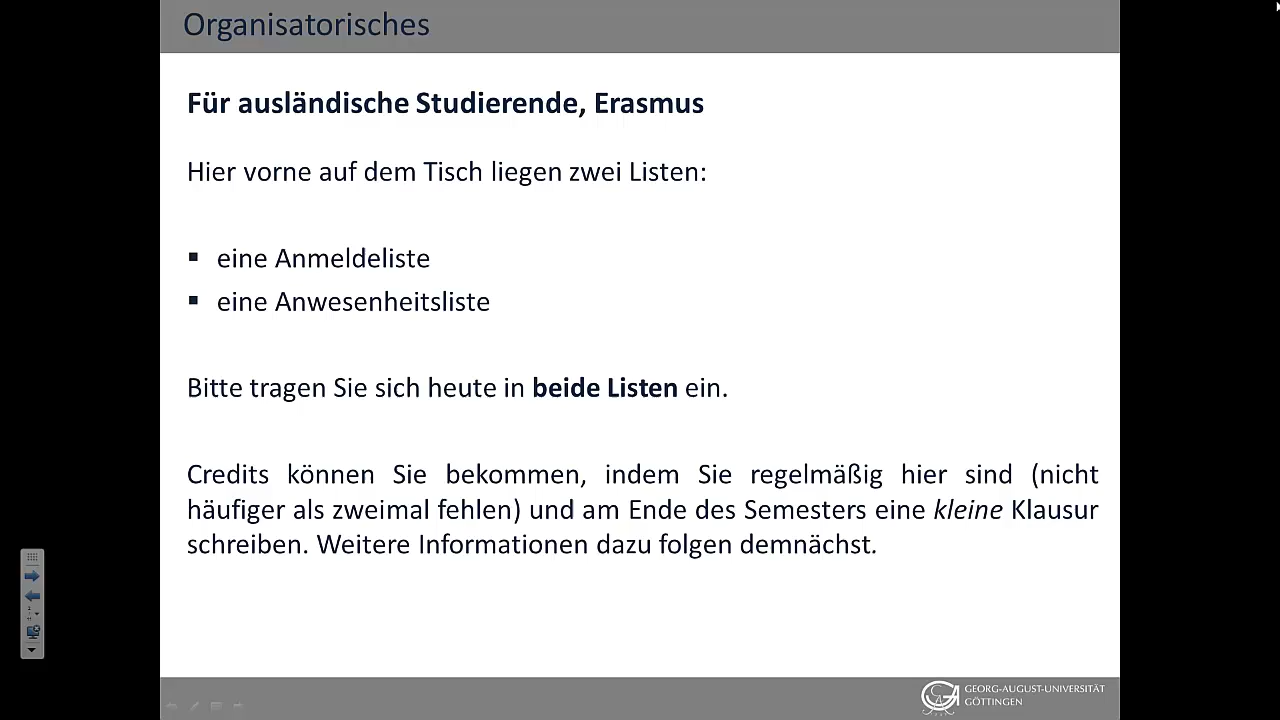 Organisatorisches
Für ausländische Studierende, Erasmus
Hier vorne auf dem Tisch liegen zwei Listen:
▪ eine Anmeldeliste
▪ eine Anwesenheitsliste
Bitte tragen Sie sich heute in beide Listen ein.
Credits können Sie bekommen, indem Sie regelmäßig hier sind (nicht
häufiger als zweimal fehlen) und am Ende des Semesters eine kleine Klausur
schreiben. Weitere Informationen dazu folgen demnächst.
GEORG-AUGUST-UNIVERSITÄT
GÖTTINGEN